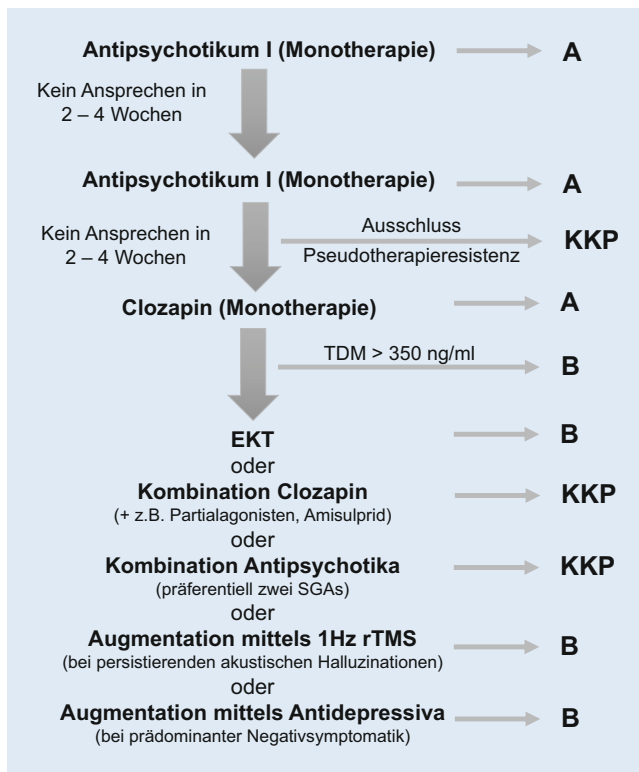 Antipsychotikum I (Monotherapie) A
Kein Ansprechen in
2 – 4 Wochen
Antipsychotikum I (Monotherapie) A
Kein Ansprechen in
2 – 4 Wochen
Ausschluss
Pseudotherapieresistenz
KKP
Clozapin (Monotherapie) A
TDM > 350 ng/ml
B
EKT B
oder
Kombination Clozapin KKP
(+ z.B. Partialagonisten, Amisulprid)
oder
Kombination Antipsychotika KKP
(präferentiell zwei SGAs)
oder
Augmentation mittels 1Hz rTMS B
(bei persistierenden akustischen Halluzinationen)
oder
Augmentation mittels Antidepressiva B
(bei prädominanter Negativsymptomatik)